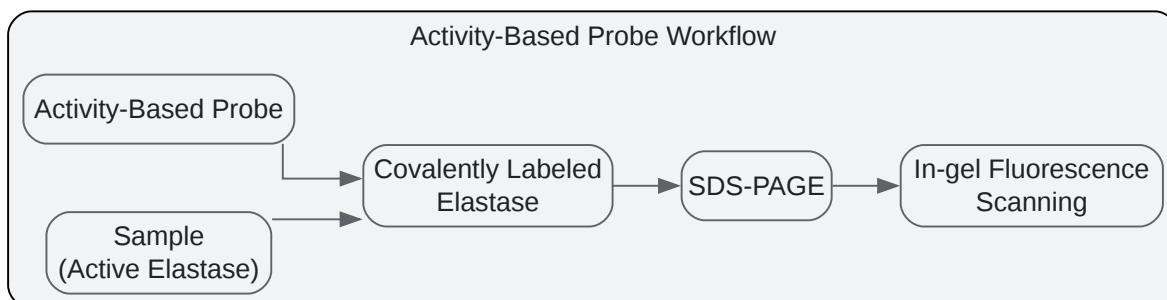 Activity-Based Probe Workflow
Activity-Based Probe
Sample
(Active Elastase)
Covalently Labeled
Elastase
SDS-PAGE
In-gel Fluorescence
Scanning